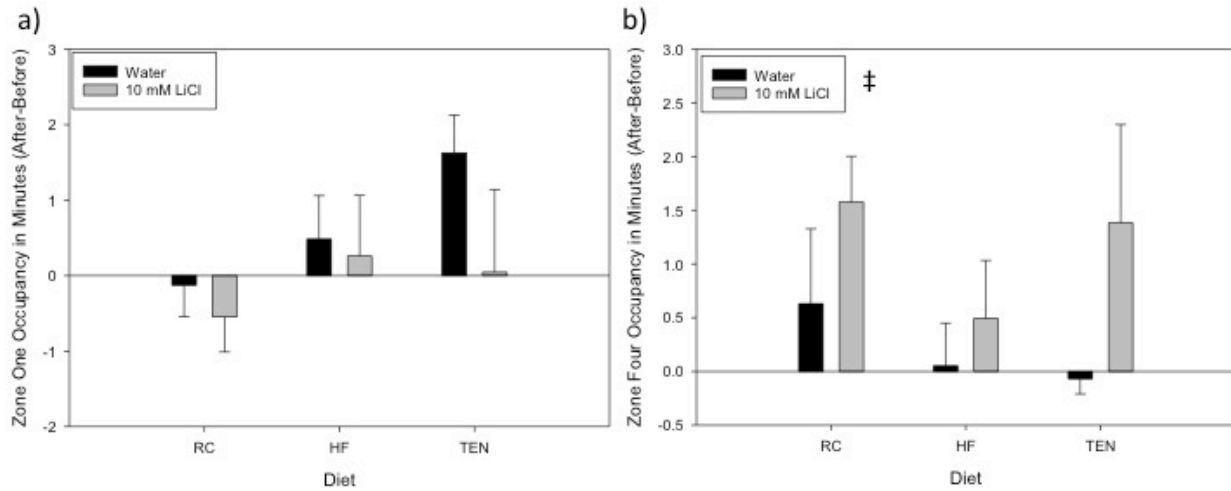 a)
Zone One Occupancy in Minutes (After-Before)
3
2
1
0
-1
-2
Water
10 mM LiCl
RC HF TEN
Diet
b)
Zone Four Occupancy in Minutes (After-Before)
3.0
2.5
2.0
1.5
1.0
0.5
0.0
-0.5
Water
10 mM LiCl
‡
RC HF TEN
Diet